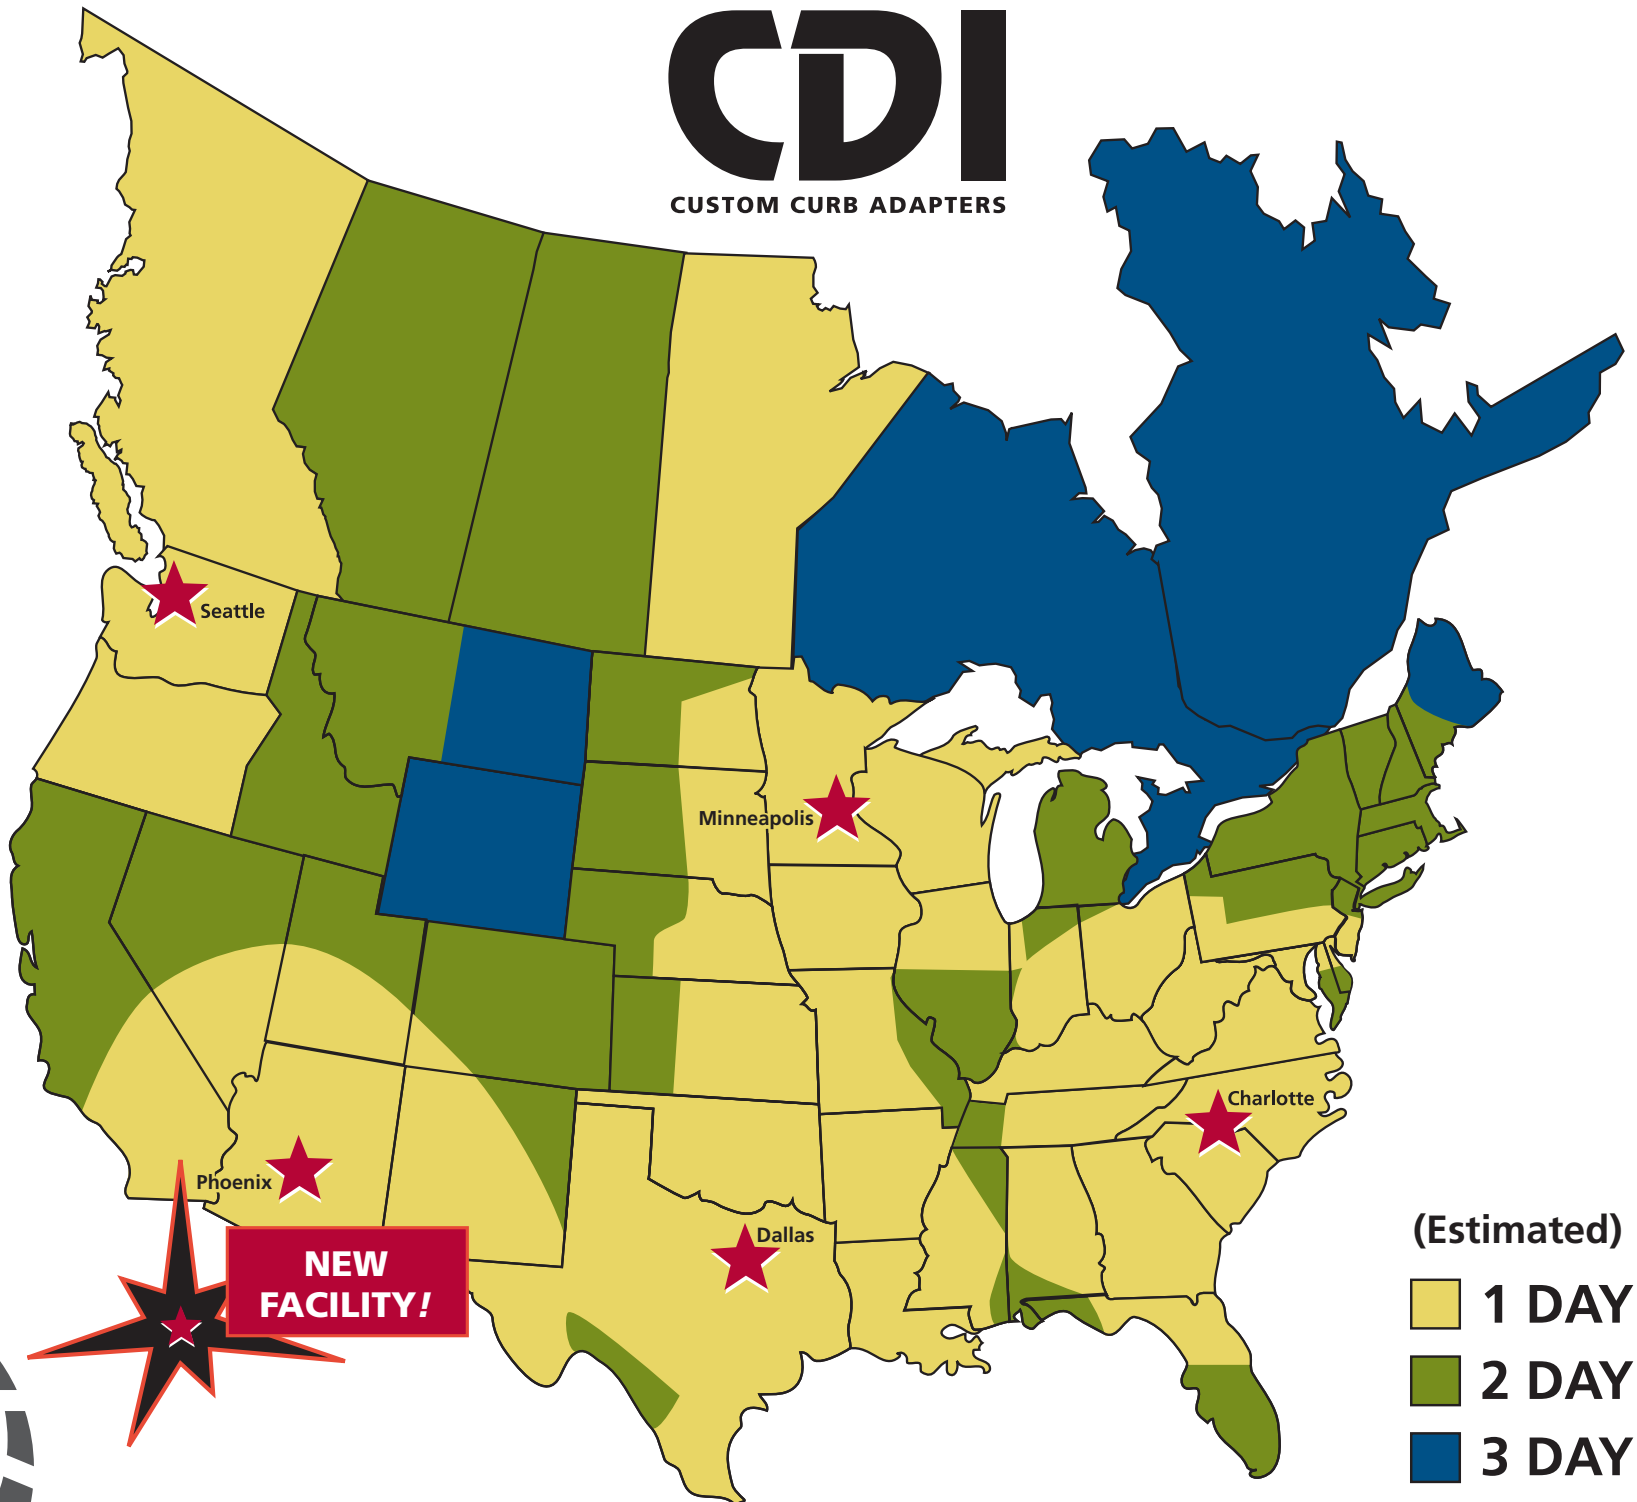 CDI
CUSTOM CURB ADAPTERS
Seattle
Minneapolis
Charlotte
Phoenix
Dallas
NEW
FACILITY!
(Estimated)
1 DAY
2 DAY
3 DAY